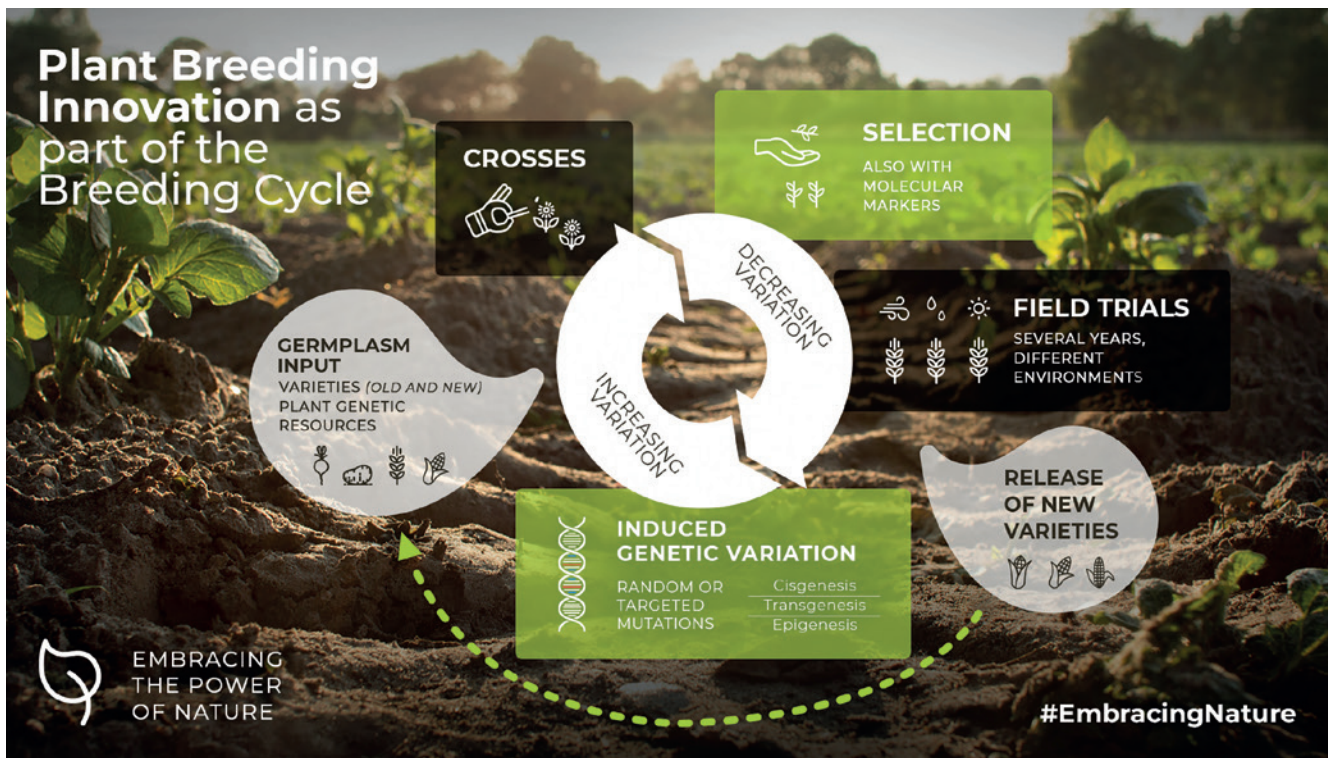 Plant Breeding
Innovation as
part of the
Breeding Cycle
CROSSES
SELECTION
ALSO WITH
MOLECULAR
MARKERS
DECREASING
VARIATION
FIELD TRIALS
SEVERAL YEARS,
DIFFERENT
ENVIRONMENTS
GERMPLASM
INPUT
VARIETIES (OLD AND NEW)
PLANT GENETIC
RESOURCES
INCREASING
VARIATION
RELEASE
OF NEW
VARIETIES
INDUCED
GENETIC VARIATION
RANDOM OR
TARGETED
MUTATIONS
Cisgenesis
Transgenesis
Epigenesis
EMBRACING
THE POWER
OF NATURE
#EmbracingNature